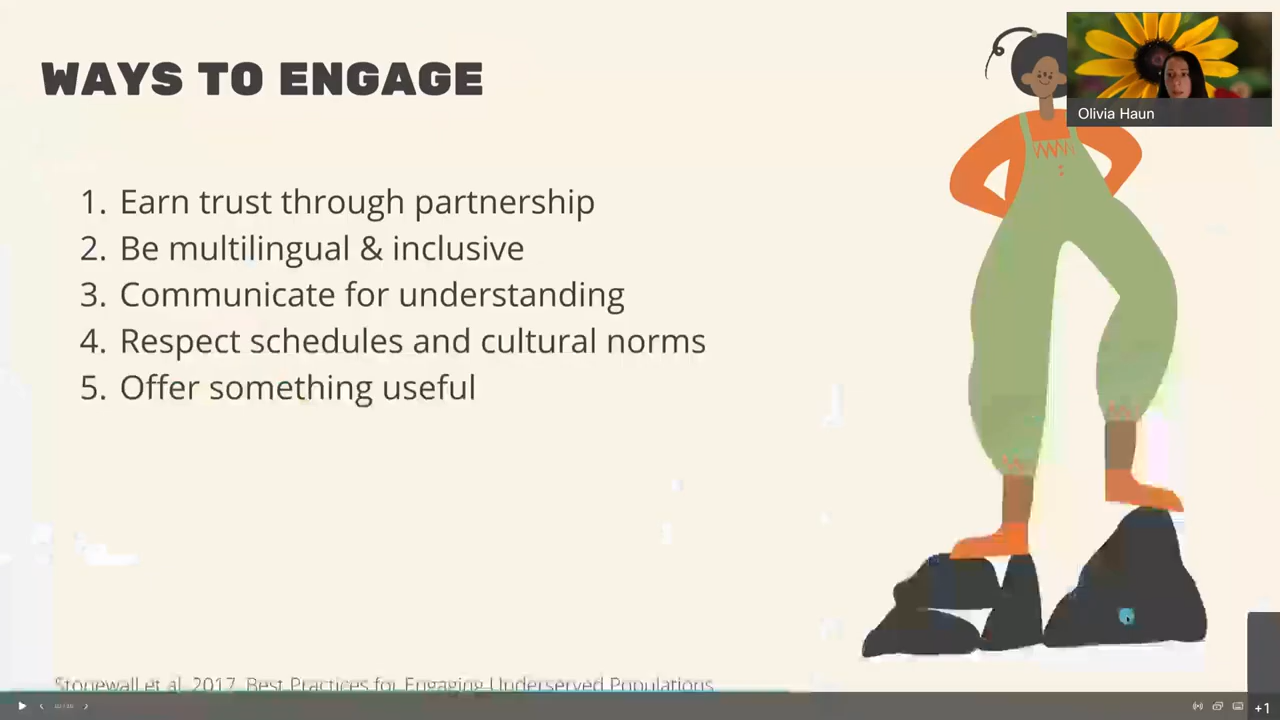 WAYS TO ENGAGE
Olivia Haun
1. Earn trust through partnership
2. Be multilingual & inclusive
3. Communicate for understanding
4. Respect schedules and cultural norms
5. Offer something useful
Stonewall et al. 2017. Best Practices for Engaging Underserved Populations
+1